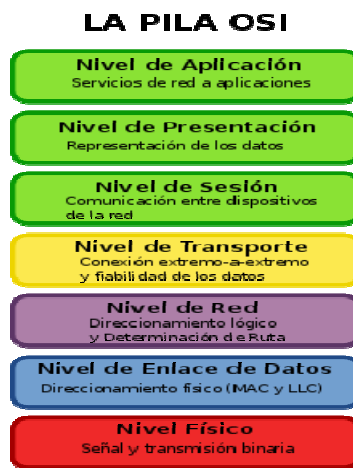 LA PILA OSI
Nivel de Aplicación
Servicios de red a aplicaciones
Nivel de Presentación
Representación de los datos
Nivel de Sesión
Comunicación entre dispositivos
de la red
Nivel de Transporte
Conexión extremo-a-extremo
y fiabilidad de los datos
Nivel de Red
Direccionamiento lógico
y Determinación de Ruta
Nivel de Enlace de Datos
Direccionamiento físico (MAC y LLC)
Nivel Físico
Señal y transmisión binaria